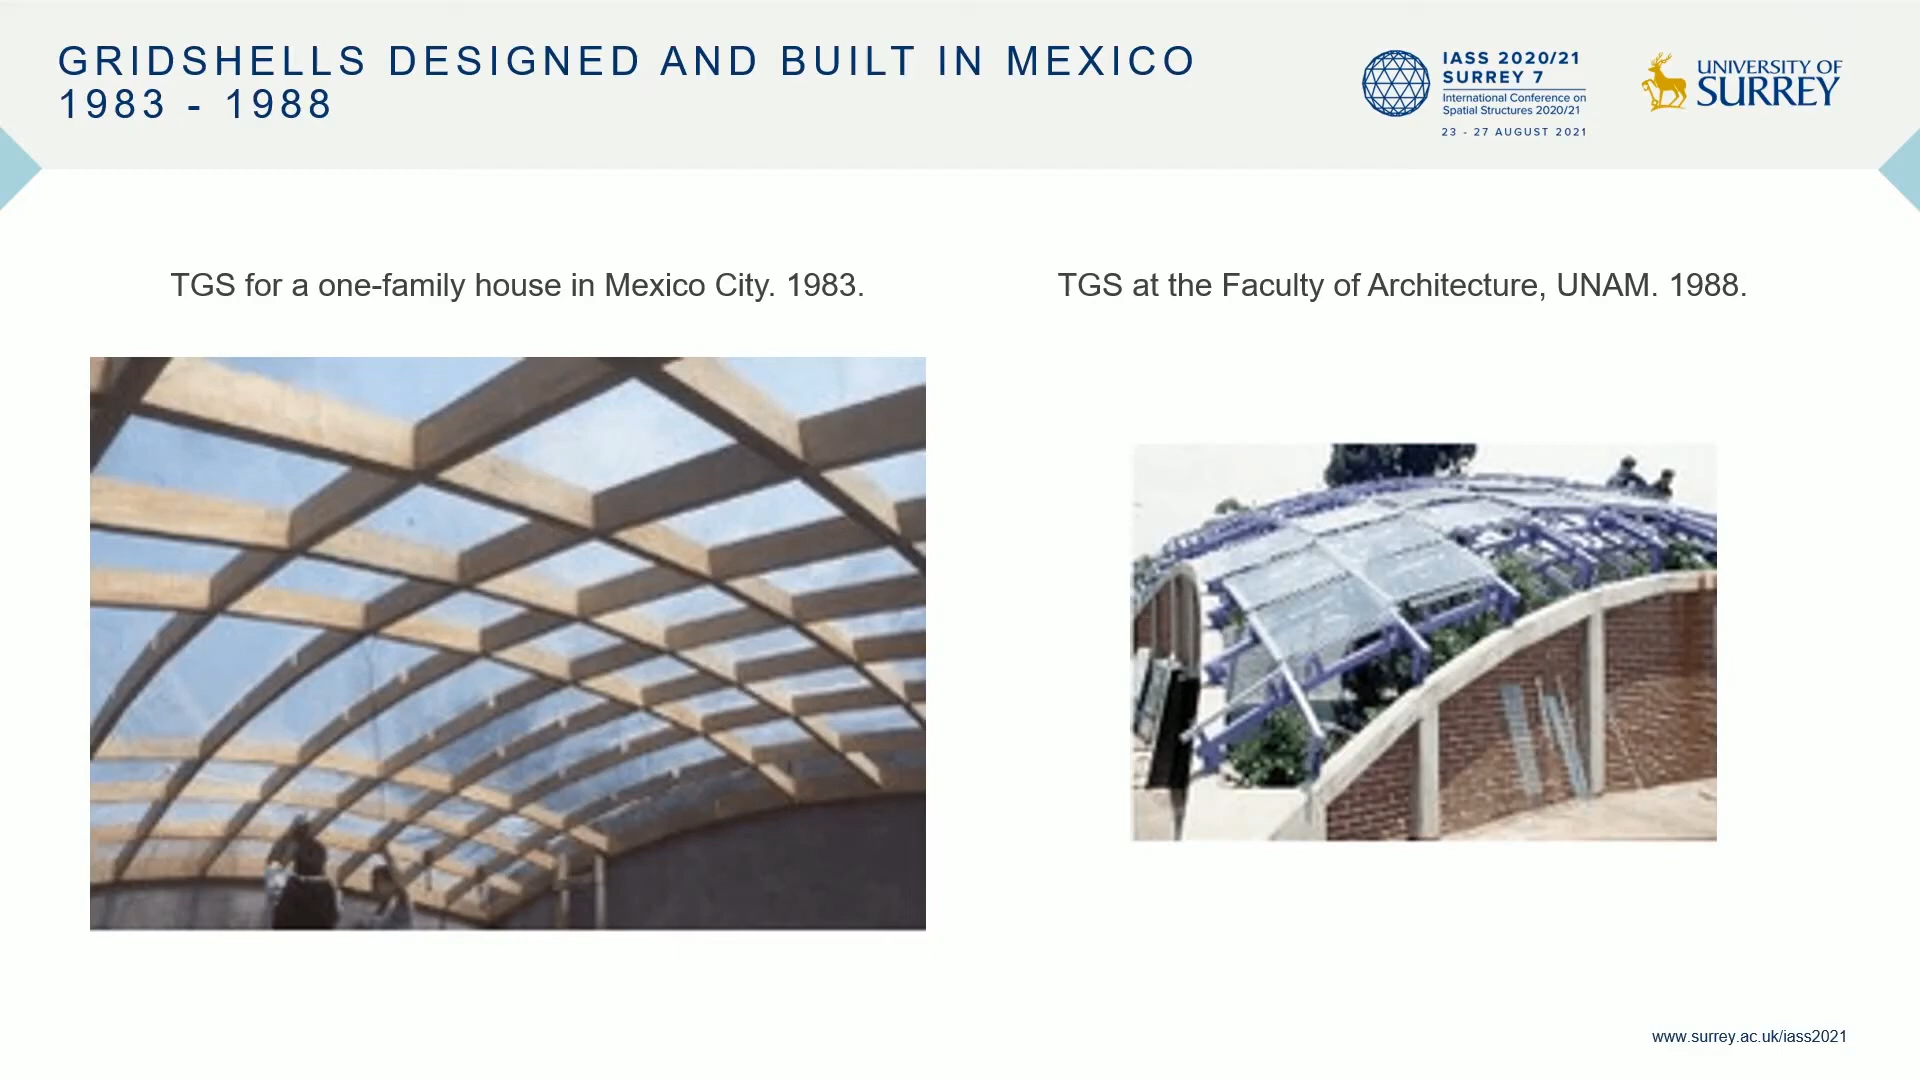 GRIDSHELLS DESIGNED AND BUILT IN MEXICO
1983 - 1988
IASS 2020/21
SURREY 7
International Conference on
Spatial Structures 2020/21
23 - 27 AUGUST 2021
UNIVERSITY OF
SURREY
TGS for a one-family house in Mexico City. 1983.
TGS at the Faculty of Architecture, UNAM. 1988.
www.surrey.ac.uk/iass2021